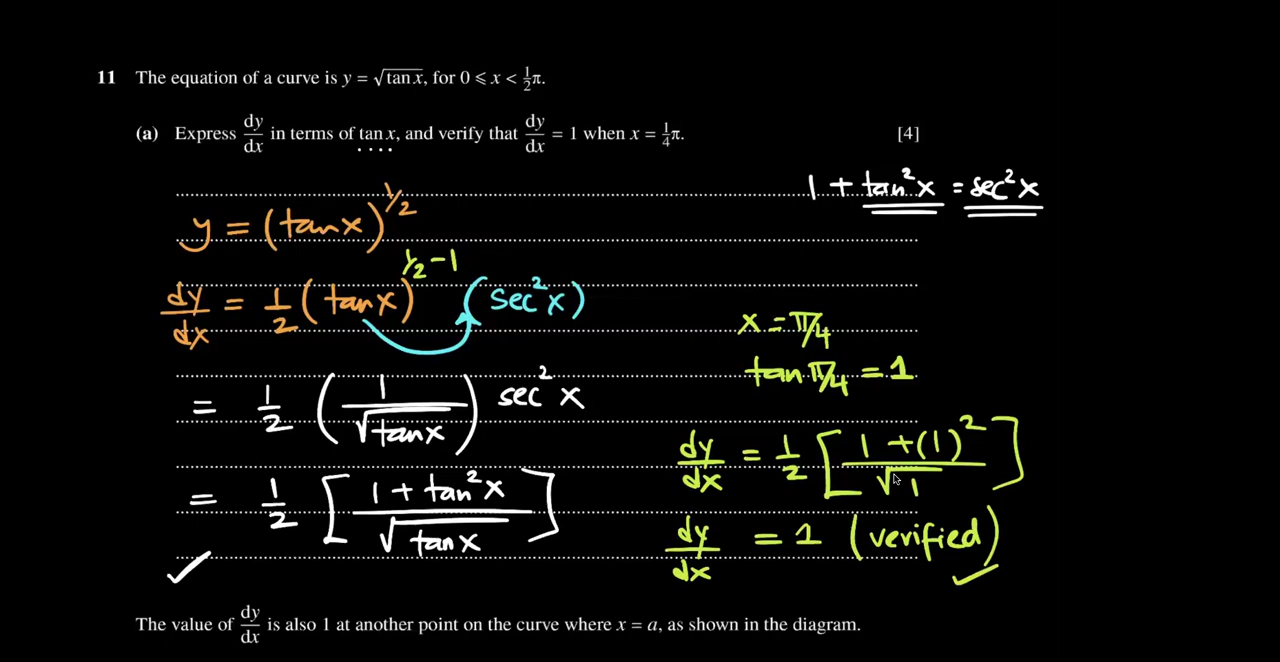 11 The equation of a curve is y = √tan x, for 0 ⩽ x < ½π.
(a) Express dy/dx in terms of tan x, and verify that dy/dx = 1 when x = ¼π. [4]
1 + tan²x = sec²x
y = (tan x)^1/2
dy/dx = 1/2 (tan x)^1/2 − 1 (sec²x)
= 1/2 (1/√tan x) sec²x
= 1/2 [(1 + tan²x)/√tan x]
x = π/4
tan π/4 = 1
dy/dx = 1/2 [(1 + (1)²)/√1]
dy/dx = 1 (verified)
The value of dy/dx is also 1 at another point on the curve where x = a, as shown in the diagram.